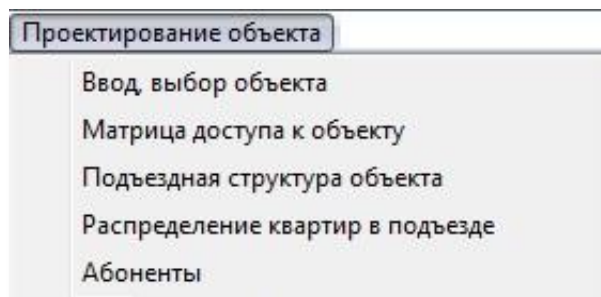 Проектирование объекта
Ввод, выбор объекта
Матрица доступа к объекту
Подъездная структура объекта
Распределение квартир в подъезде
Абоненты